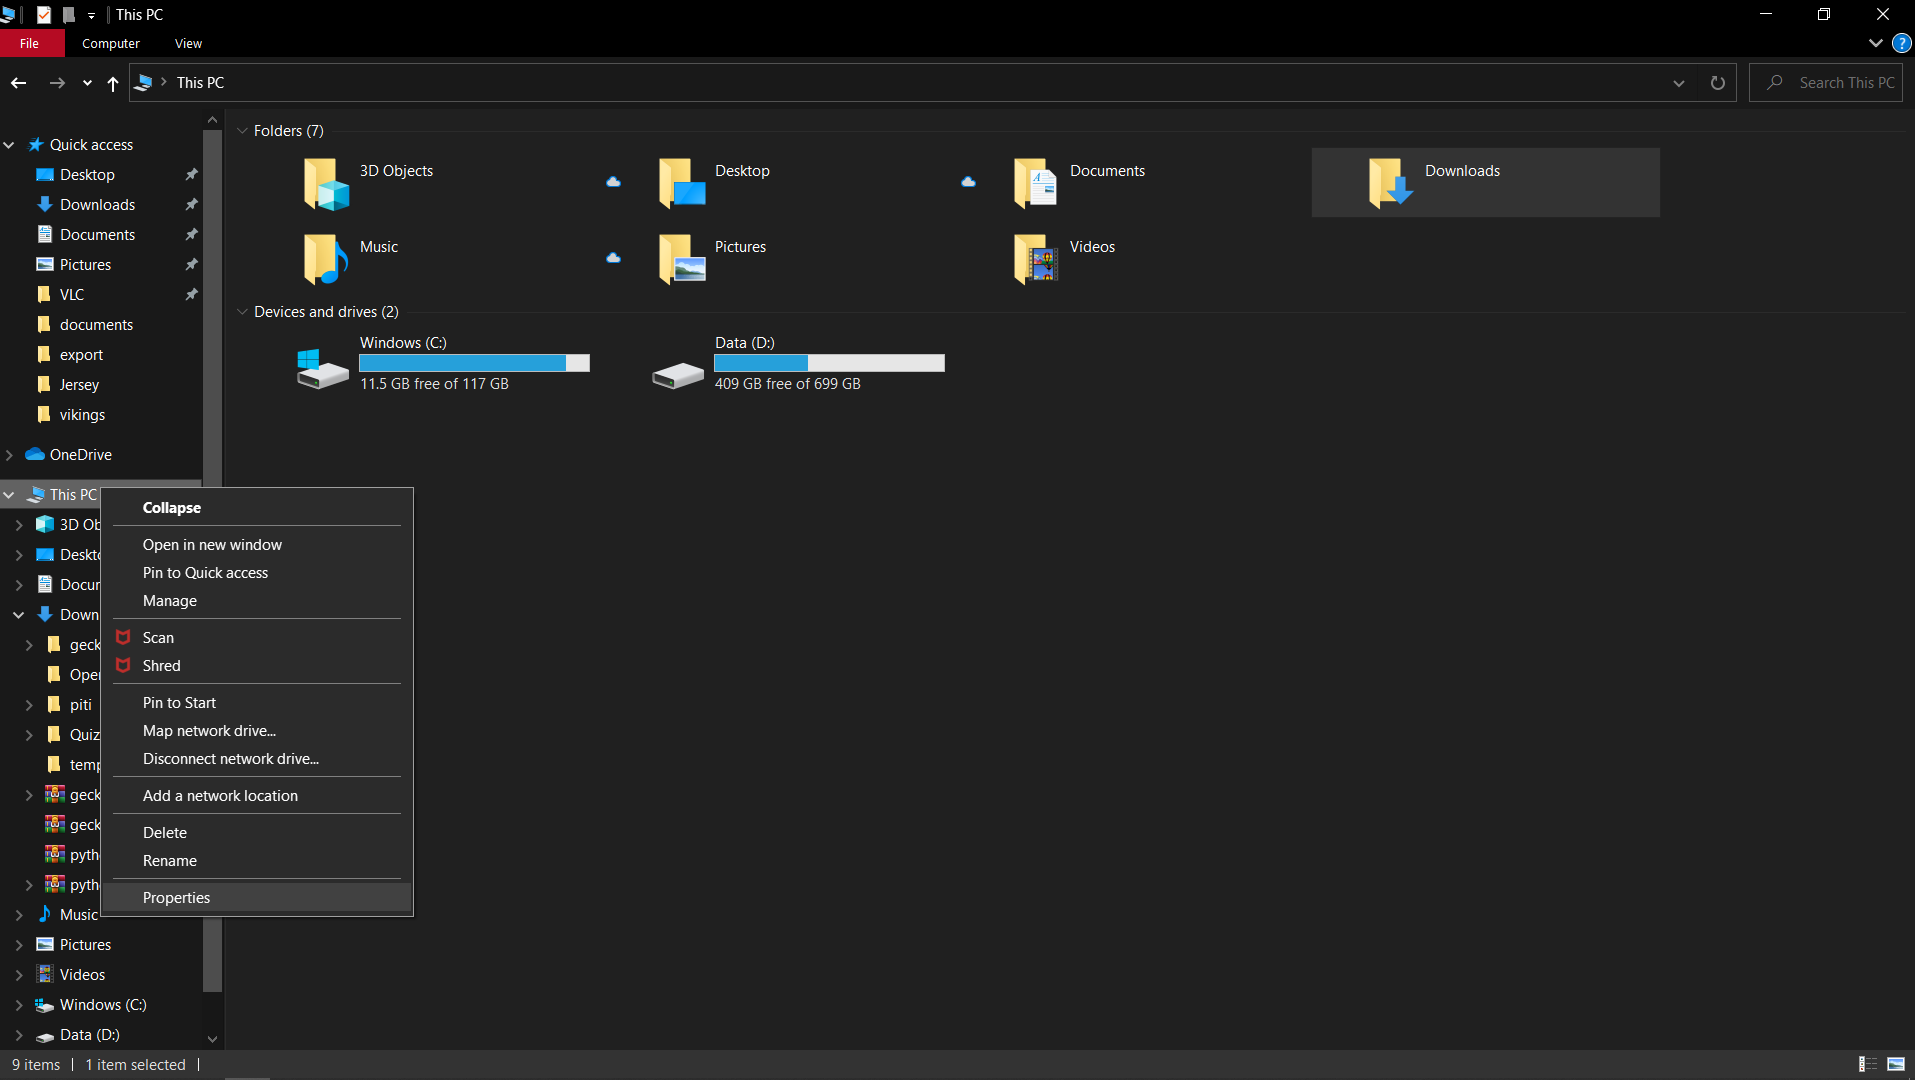 This PC
File Computer View
This PC
Search This PC
Quick access
Desktop
Downloads
Documents
Pictures
VLC
documents
export
Jersey
vikings
OneDrive
This PC
3D Ob
Deskto
Docur
Down
geck
Oper
piti
Quiz
temp
geck
geck
pyth
pyth
Music
Pictures
Videos
Windows (C:)
Data (D:)
Collapse
Open in new window
Pin to Quick access
Manage
Scan
Shred
Pin to Start
Map network drive...
Disconnect network drive...
Add a network location
Delete
Rename
Properties
Folders (7)
3D Objects
Desktop
Documents
Downloads
Music
Pictures
Videos
Devices and drives (2)
Windows (C:)
11.5 GB free of 117 GB
Data (D:)
409 GB free of 699 GB
9 items
1 item selected